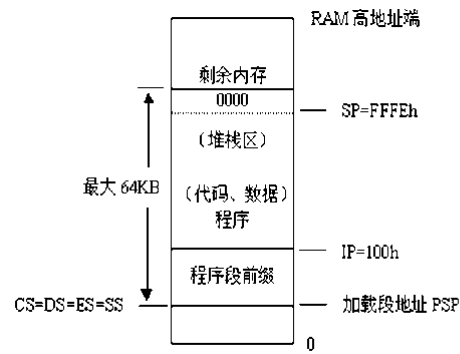 RAM 高地址端
剩余内存
0000
SP=FFFEh
（堆栈区）
最大 64KB
（代码、数据）
程序
IP=100h
程序段前缀
CS=DS=ES=SS
加载段地址 PSP
0